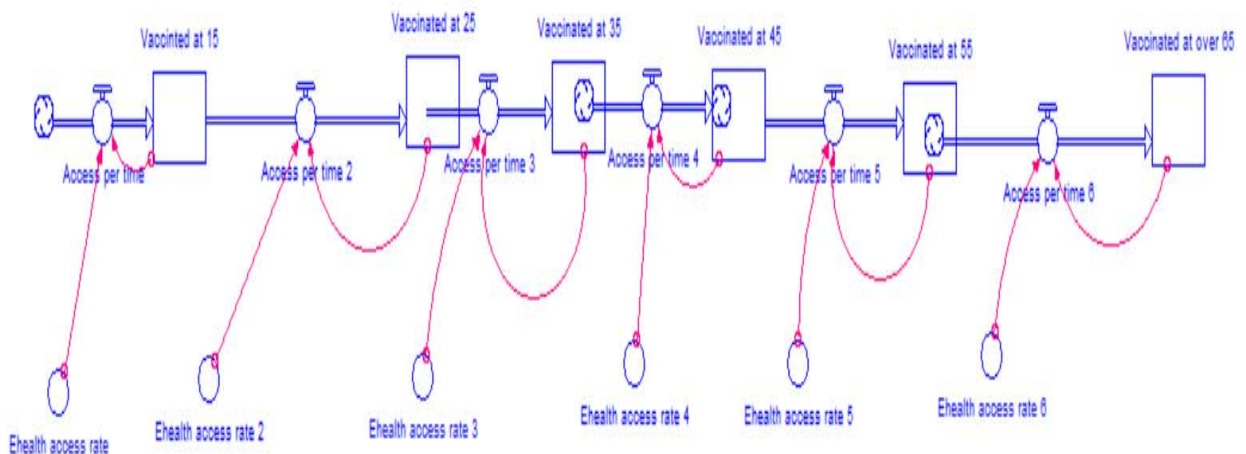 Vaccinted at 15
Vaccinated at 25
Vaccinated at 35
Vaccinated at 45
Vaccinated at 55
Vaccinated at over 65
Access per time
Access per time 2
Access per time 3
Access per time 4
Access per time 5
Access per time 6
Ehealth access rate
Ehealth access rate 2
Ehealth access rate 3
Ehealth access rate 4
Ehealth access rate 5
Ehealth access rate 6